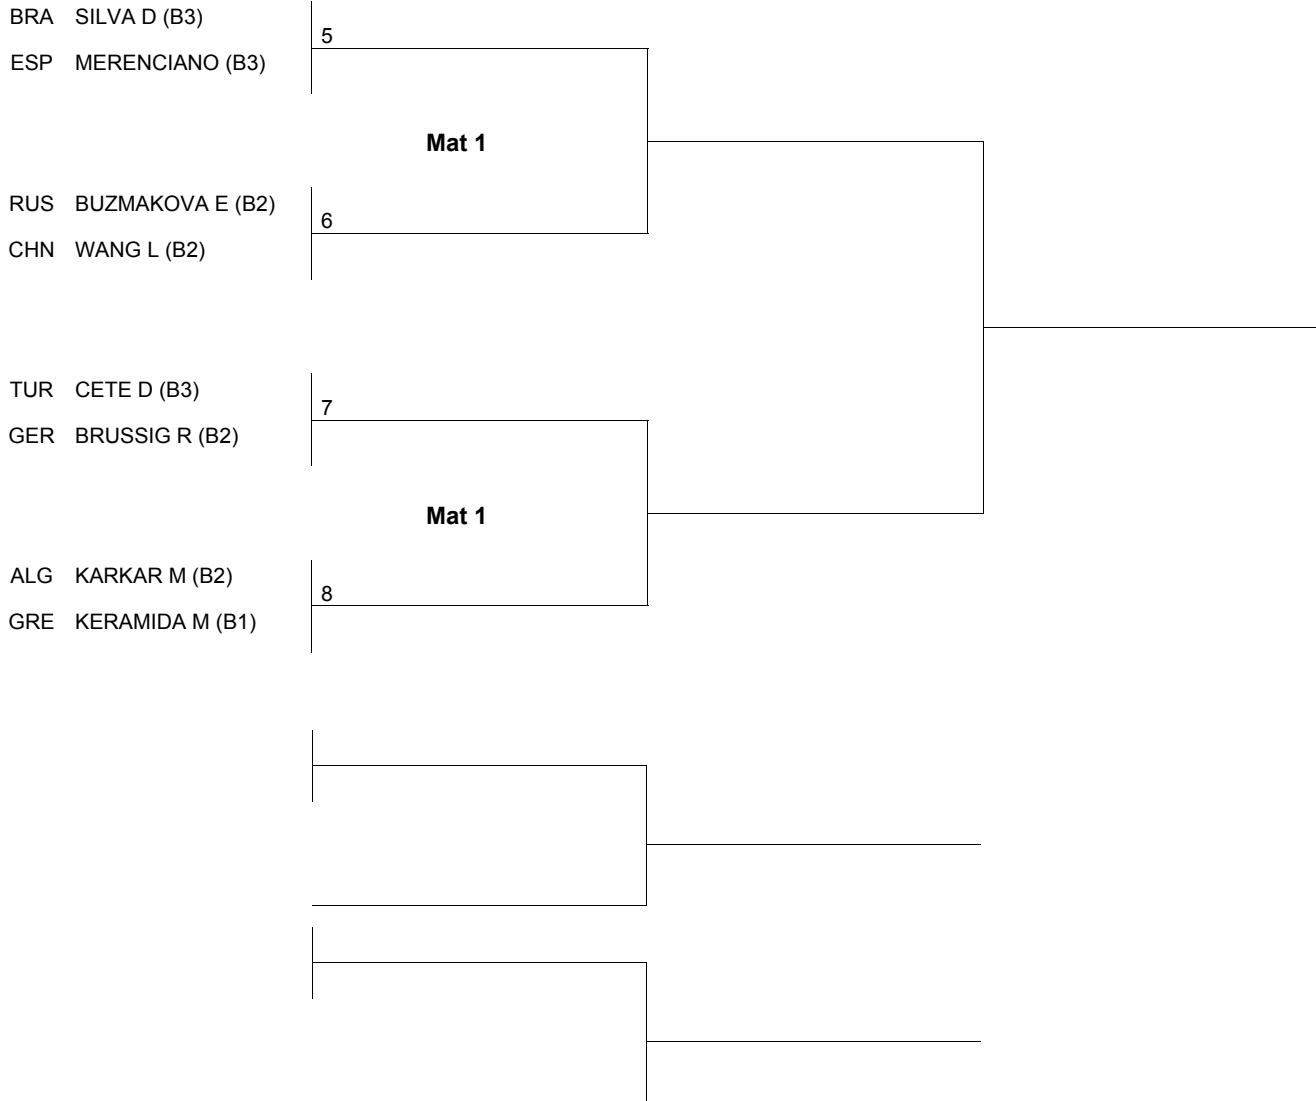 BRA SILVA D (B3)
5
ESP MERENCIANO (B3)
Mat 1
RUS BUZMAKOVA E (B2)
6
CHN WANG L (B2)
TUR CETE D (B3)
7
GER BRUSSIG R (B2)
Mat 1
ALG KARKAR M (B2)
8
GRE KERAMIDA M (B1)